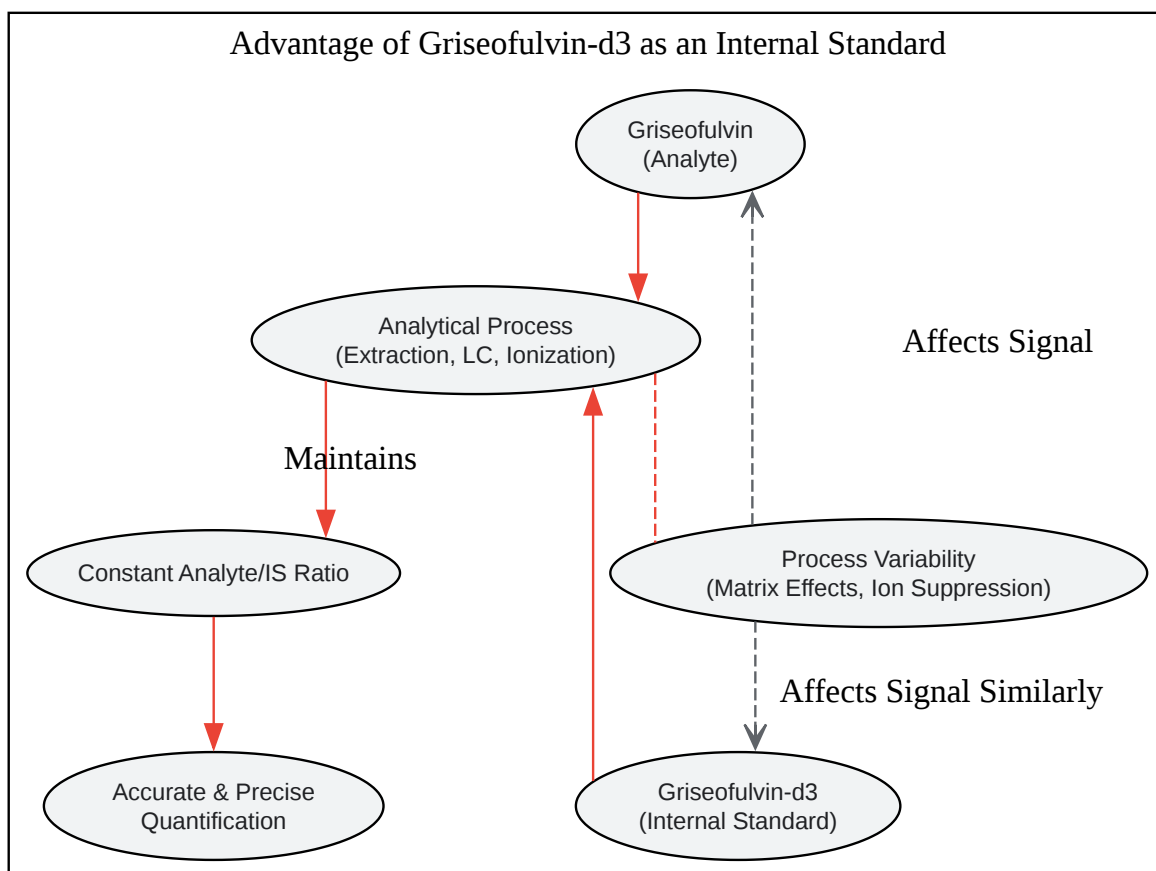 Advantage of Griseofulvin-d3 as an Internal Standard
Griseofulvin
(Analyte)
Analytical Process
(Extraction, LC, Ionization)
Affects Signal
Maintains
Constant Analyte/IS Ratio
Process Variability
(Matrix Effects, Ion Suppression)
Affects Signal Similarly
Accurate & Precise
Quantification
Griseofulvin-d3
(Internal Standard)